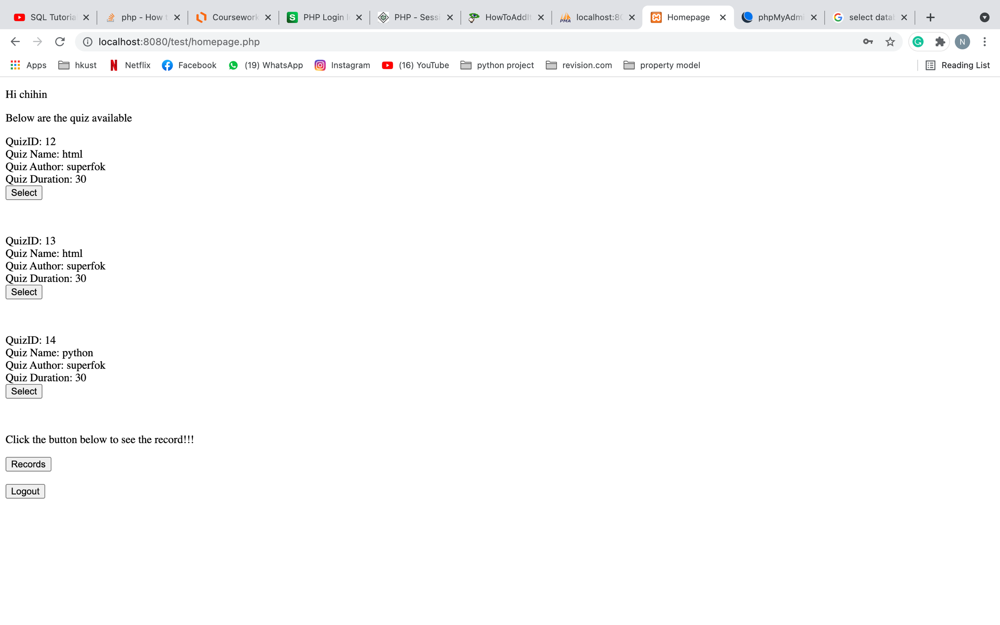 SQL Tutoria
php - How t
Coursework
PHP Login
PHP - Sessi
HowToAddIt
localhost:80
Homepage
phpMyAdmi
select datab
localhost:8080/test/homepage.php
N
Apps
hkust
Netflix
Facebook
(19) WhatsApp
Instagram
(16) YouTube
python project
revision.com
property model
Reading List
Hi chihin
Below are the quiz available
QuizID: 12
Quiz Name: html
Quiz Author: superfok
Quiz Duration: 30
Select
QuizID: 13
Quiz Name: html
Quiz Author: superfok
Quiz Duration: 30
Select
QuizID: 14
Quiz Name: python
Quiz Author: superfok
Quiz Duration: 30
Select
Click the button below to see the record!!!
Records
Logout